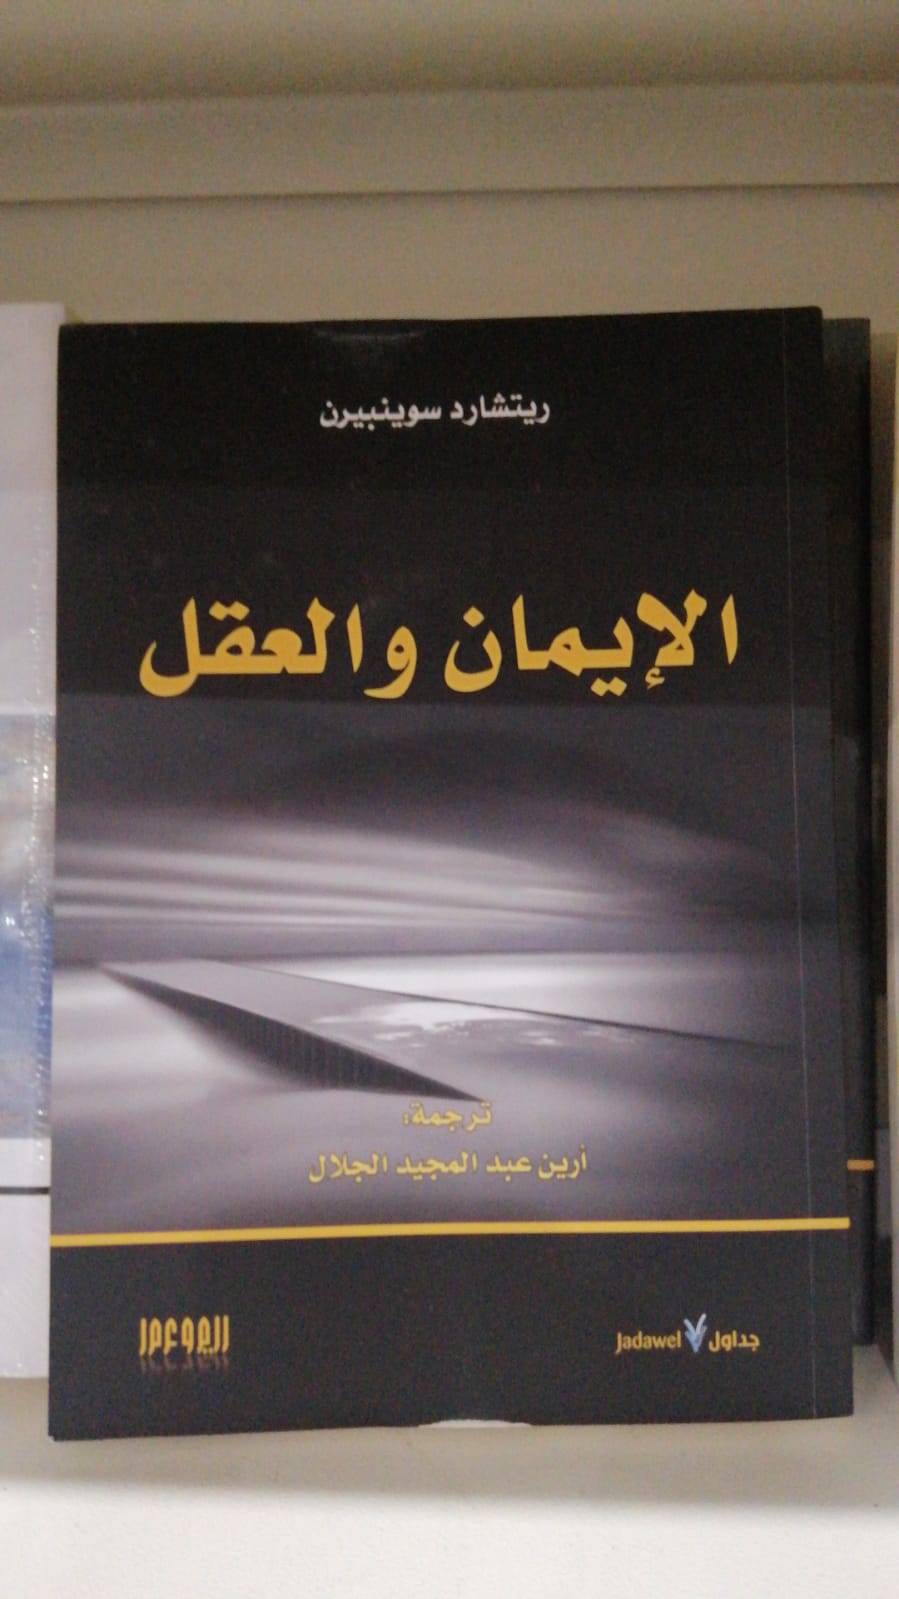 ريتشارد سوينبيرن
الإيمان والعقل
ترجمة:
أرين عبد المجيد الجلال
جداول Jadawel